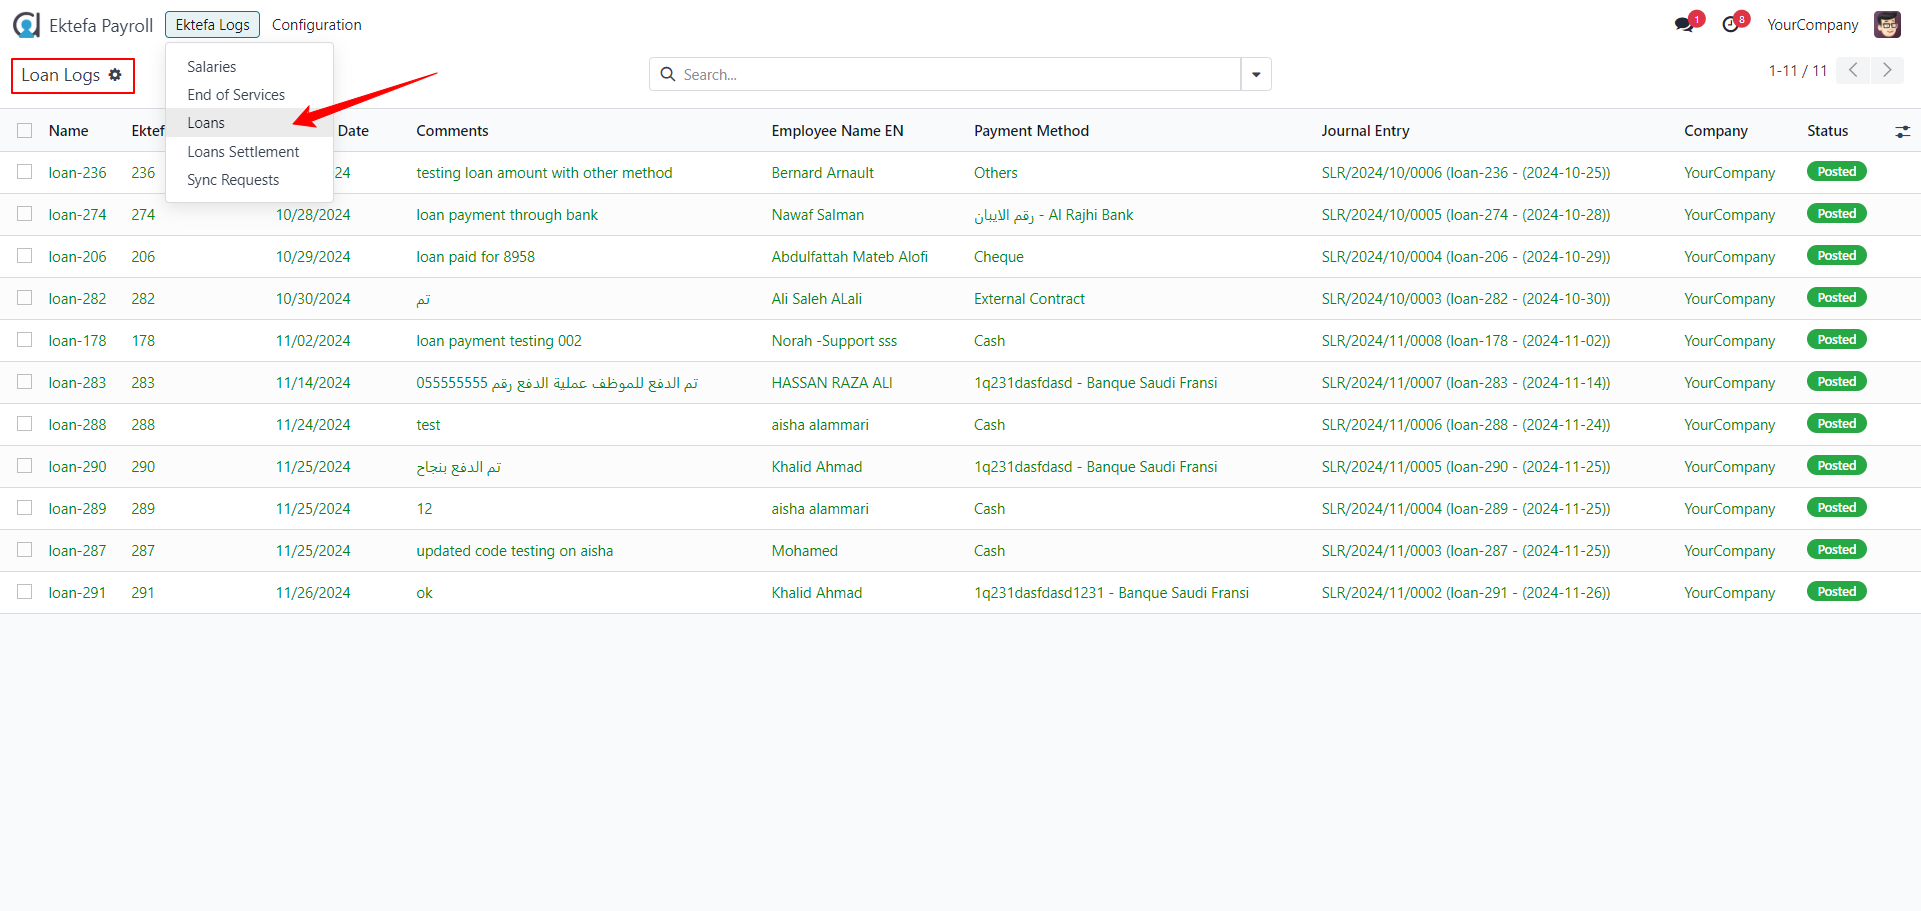 Ektefa Payroll Ektefa Logs Configuration 1 8 YourCompany
Loan Logs Search... 1-11 / 11
Salaries
End of Services
Loans
Loans Settlement
Sync Requests
Name Ektef Date Comments Employee Name EN Payment Method Journal Entry Company Status
loan-236 236 24 testing loan amount with other method Bernard Arnault Others SLR/2024/10/0006 (loan-236 - (2024-10-25)) YourCompany Posted
loan-274 274 10/28/2024 loan payment through bank Nawaf Salman رقم الايبان - Al Rajhi Bank SLR/2024/10/0005 (loan-274 - (2024-10-28)) YourCompany Posted
loan-206 206 10/29/2024 loan paid for 8958 Abdulfattah Mateb Alofi Cheque SLR/2024/10/0004 (loan-206 - (2024-10-29)) YourCompany Posted
loan-282 282 10/30/2024 تم Ali Saleh ALali External Contract SLR/2024/10/0003 (loan-282 - (2024-10-30)) YourCompany Posted
loan-178 178 11/02/2024 loan payment testing 002 Norah -Support sss Cash SLR/2024/11/0008 (loan-178 - (2024-11-02)) YourCompany Posted
loan-283 283 11/14/2024 تم الدفع للموظف عملية الدفع رقم 055555555 HASSAN RAZA ALI 1q231dasfdasd - Banque Saudi Fransi SLR/2024/11/0007 (loan-283 - (2024-11-14)) YourCompany Posted
loan-288 288 11/24/2024 test aisha alammari Cash SLR/2024/11/0006 (loan-288 - (2024-11-24)) YourCompany Posted
loan-290 290 11/25/2024 تم الدفع بنجاح Khalid Ahmad 1q231dasfdasd - Banque Saudi Fransi SLR/2024/11/0005 (loan-290 - (2024-11-25)) YourCompany Posted
loan-289 289 11/25/2024 12 aisha alammari Cash SLR/2024/11/0004 (loan-289 - (2024-11-25)) YourCompany Posted
loan-287 287 11/25/2024 updated code testing on aisha Mohamed Cash SLR/2024/11/0003 (loan-287 - (2024-11-25)) YourCompany Posted
loan-291 291 11/26/2024 ok Khalid Ahmad 1q231dasfdasd1231 - Banque Saudi Fransi SLR/2024/11/0002 (loan-291 - (2024-11-26)) YourCompany Posted